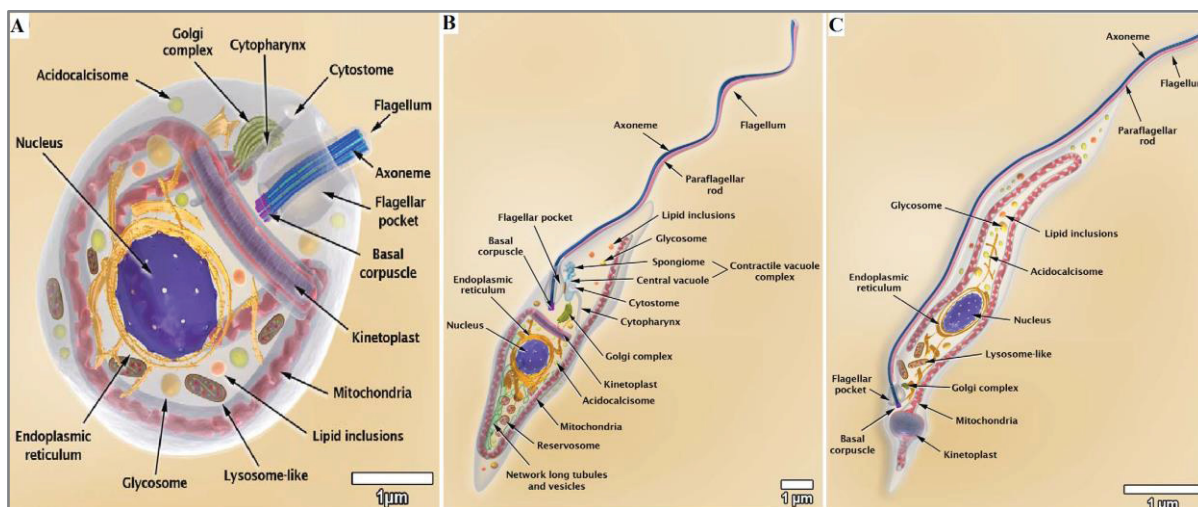 A
Golgi
complex
Cytopharynx
Cytostome
Acidocalcisome
Flagellum
Nucleus
Axoneme
Flagellar
pocket
Basal
corpuscle
Kinetoplast
Mitochondria
Endoplasmic
reticulum
Lipid inclusions
Glycosome
Lysosome-like
1μm
B
Axoneme
Flagellum
Paraflagellar
rod
Flagellar pocket
Lipid inclusions
Basal
corpuscle
Glycosome
Spongiome
Contractile vacuole
complex
Central vacuole
Endoplasmic
reticulum
Cytostome
Nucleus
Cytopharynx
Golgi complex
Kinetoplast
Acidocalcisome
Mitochondria
Reservosome
Network long tubules
and vesicles
1μm
C
Axoneme
Flagellum
Paraflagellar
rod
Glycosome
Lipid inclusions
Acidocalcisome
Endoplasmic
reticulum
Nucleus
Lysosome-like
Flagellar
pocket
Golgi complex
Mitochondria
Basal
corpuscle
Kinetoplast
1μm